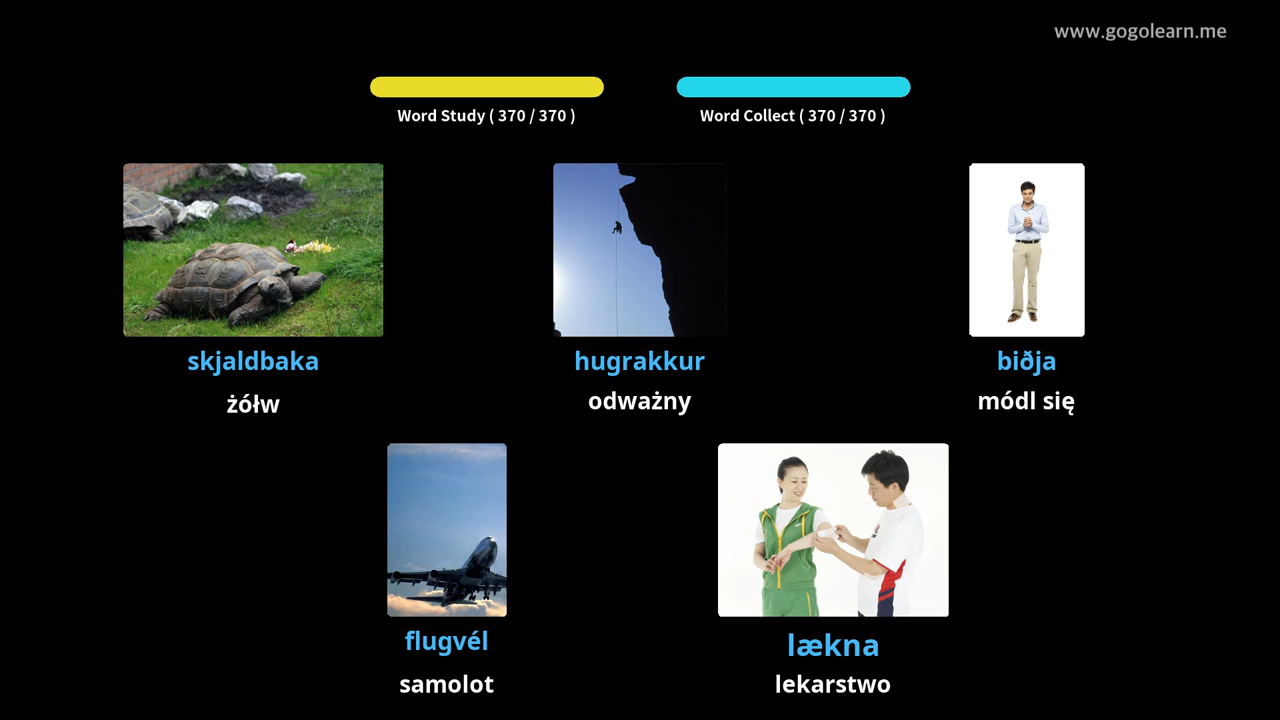 www.gogolearn.me
Word Study ( 370 / 370 )
Word Collect ( 370 / 370 )
skjaldbaka
żółw
hugrakkur
odważny
biðja
módl się
flugvél
samolot
lækna
lekarstwo